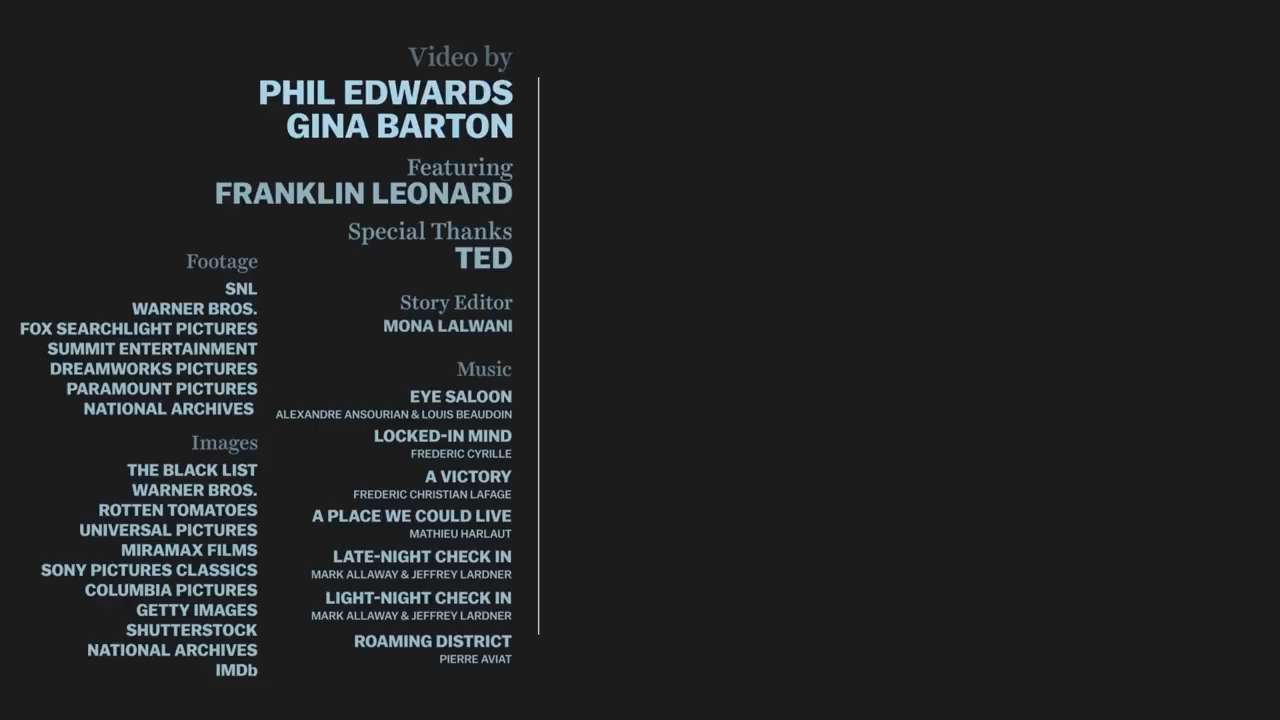 Video by
PHIL EDWARDS
GINA BARTON
Featuring
FRANKLIN LEONARD
Special Thanks
TED
Footage
SNL
WARNER BROS.
FOX SEARCHLIGHT PICTURES
SUMMIT ENTERTAINMENT
DREAMWORKS PICTURES
PARAMOUNT PICTURES
NATIONAL ARCHIVES
Images
THE BLACK LIST
WARNER BROS.
ROTTEN TOMATOES
UNIVERSAL PICTURES
MIRAMAX FILMS
SONY PICTURES CLASSICS
COLUMBIA PICTURES
GETTY IMAGES
SHUTTERSTOCK
NATIONAL ARCHIVES
IMDb
Story Editor
MONA LALWANI
Music
EYE SALOON
ALEXANDRE ANSOURIAN & LOUIS BEAUDOIN
LOCKED-IN MIND
FREDERIC CYRILLE
A VICTORY
FREDERIC CHRISTIAN LAFAGE
A PLACE WE COULD LIVE
MATHIEU HARLAUT
LATE-NIGHT CHECK IN
MARK ALLAWAY & JEFFREY LARDNER
LIGHT-NIGHT CHECK IN
MARK ALLAWAY & JEFFREY LARDNER
ROAMING DISTRICT
PIERRE AVIAT